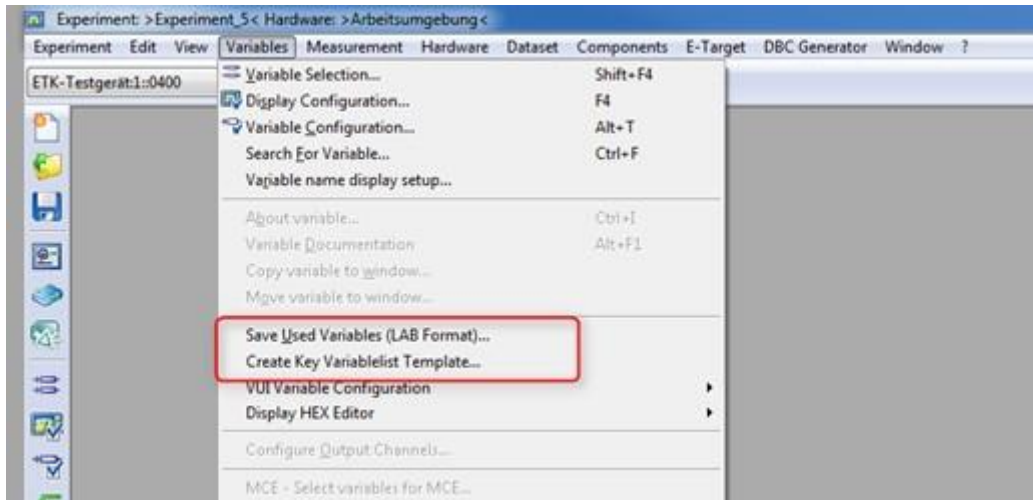 Experiment: >Experiment_5< Hardware: >Arbeitsumgebung<
Experiment Edit View Variables Measurement Hardware Dataset Components E-Target DBC Generator Window ?
ETK-Testgerät:1::0400
Variable Selection... Shift+F4
Display Configuration... F4
Variable Configuration... Alt+T
Search For Variable... Ctrl+F
Variable name display setup...
About variable... Ctrl+I
Variable Documentation Alt+F1
Copy variable to window...
Move variable to window...
Save Used Variables (LAB Format)...
Create Key Variablelist Template...
VUI Variable Configuration
Display HEX Editor
Configure Output Channels...
MCE - Select variables for MCE...